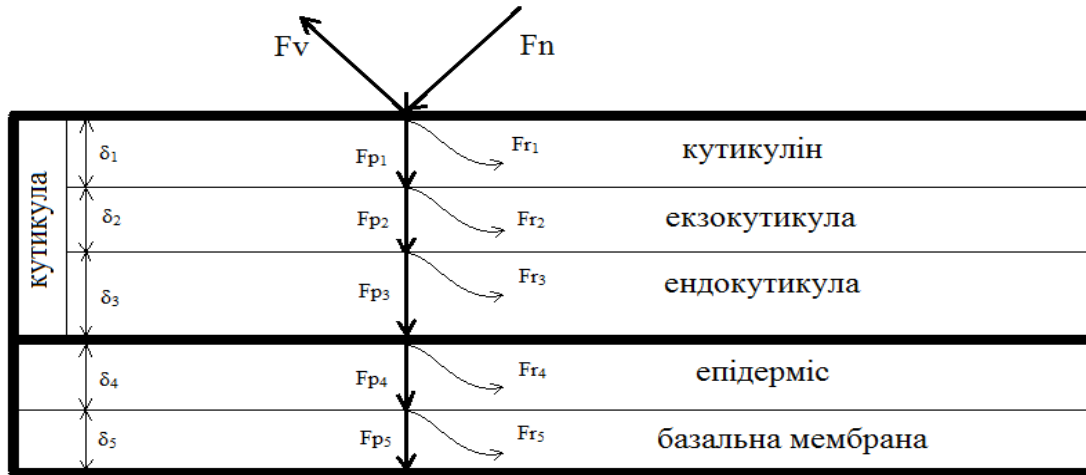 Fv
Fn
кутикула
δ₁
Fp₁
Fr₁
кутикулін
δ₂
Fp₂
Fr₂
екзокутикула
δ₃
Fp₃
Fr₃
ендокутикула
δ₄
Fp₄
Fr₄
епідерміс
δ₅
Fp₅
Fr₅
базальна мембрана